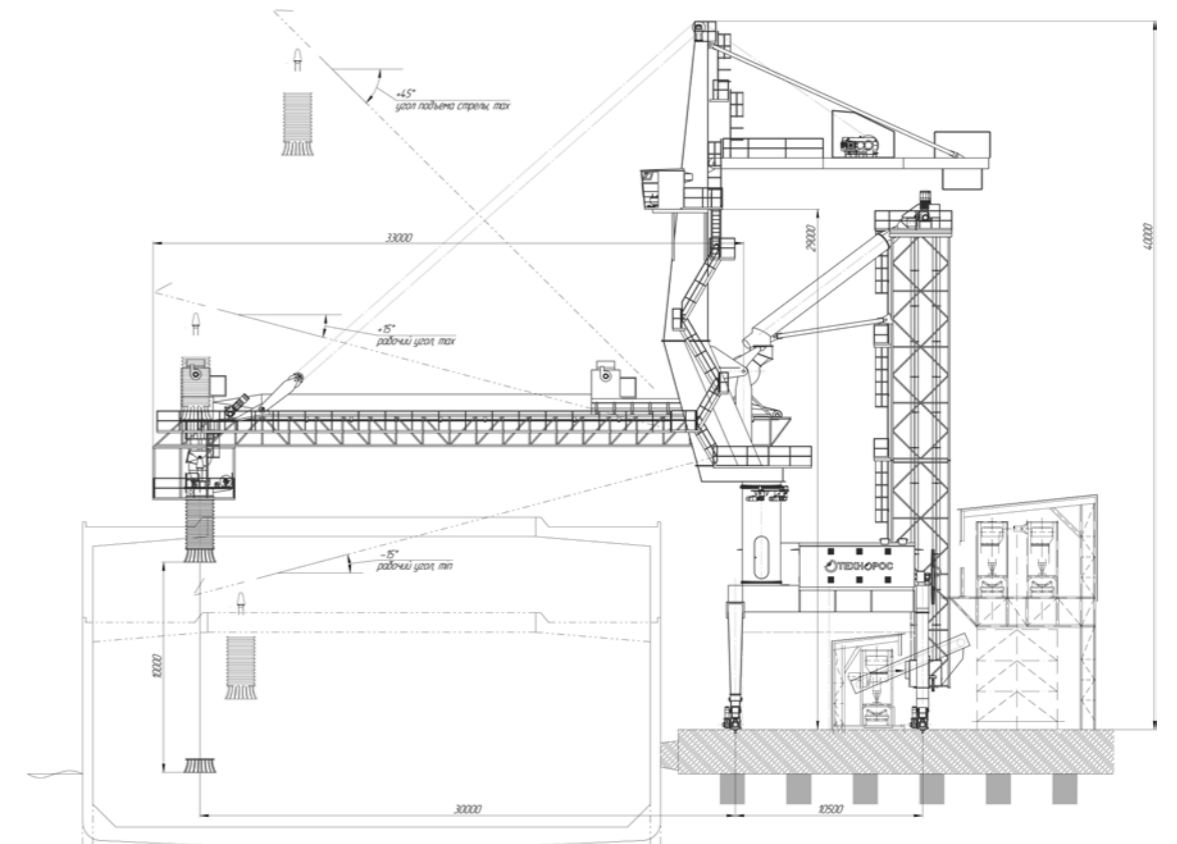 +45°
угол подъема стрелы, max
33000
29000
40000
+15°
рабочий угол, max
-15°
рабочий угол, min
ТЕХНОРОС
10000
30000
10500